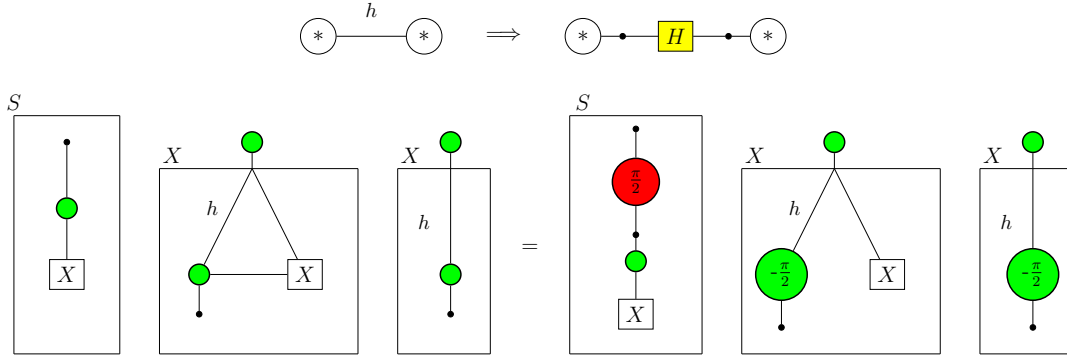 h
* * ⟹ * H *
S S
X X X X
π/2
h h h h
=
X X -π/2 X -π/2
X